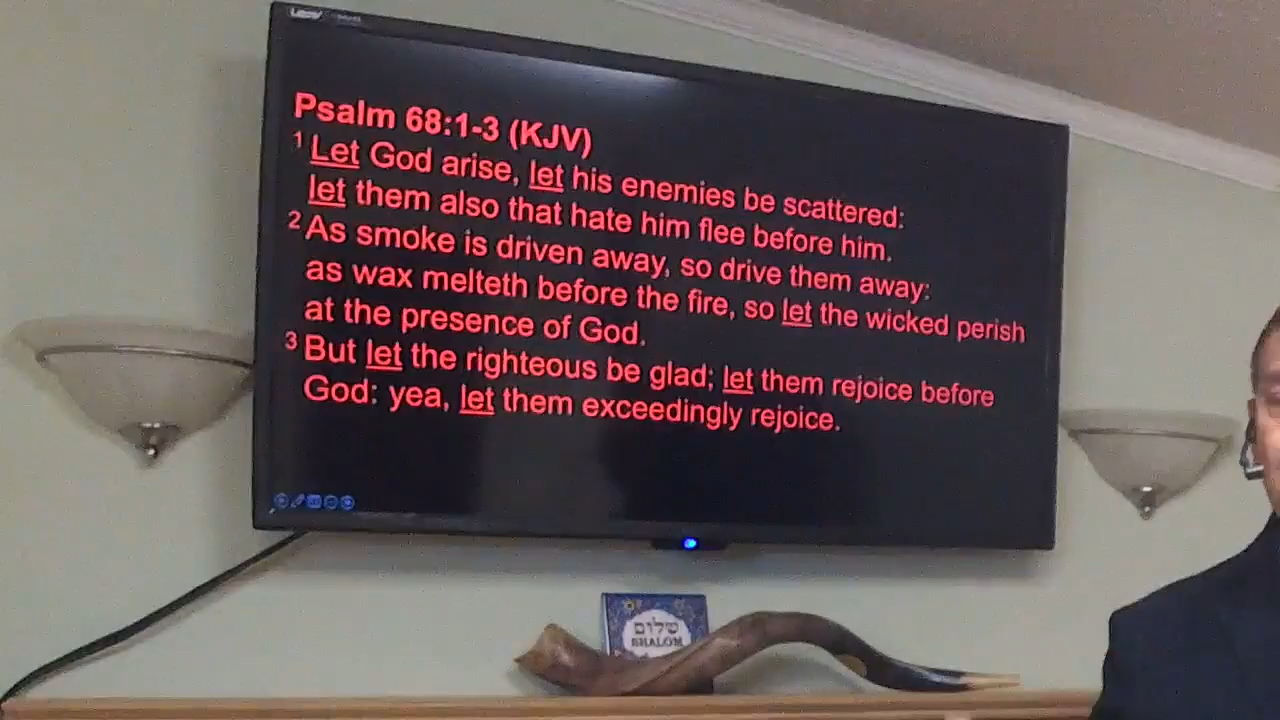 Psalm 68:1-3 (KJV)
1 Let God arise, let his enemies be scattered:
let them also that hate him flee before him.
2 As smoke is driven away, so drive them away:
as wax melteth before the fire, so let the wicked perish
at the presence of God.
3 But let the righteous be glad; let them rejoice before
God: yea, let them exceedingly rejoice.
שלום
SHALOM